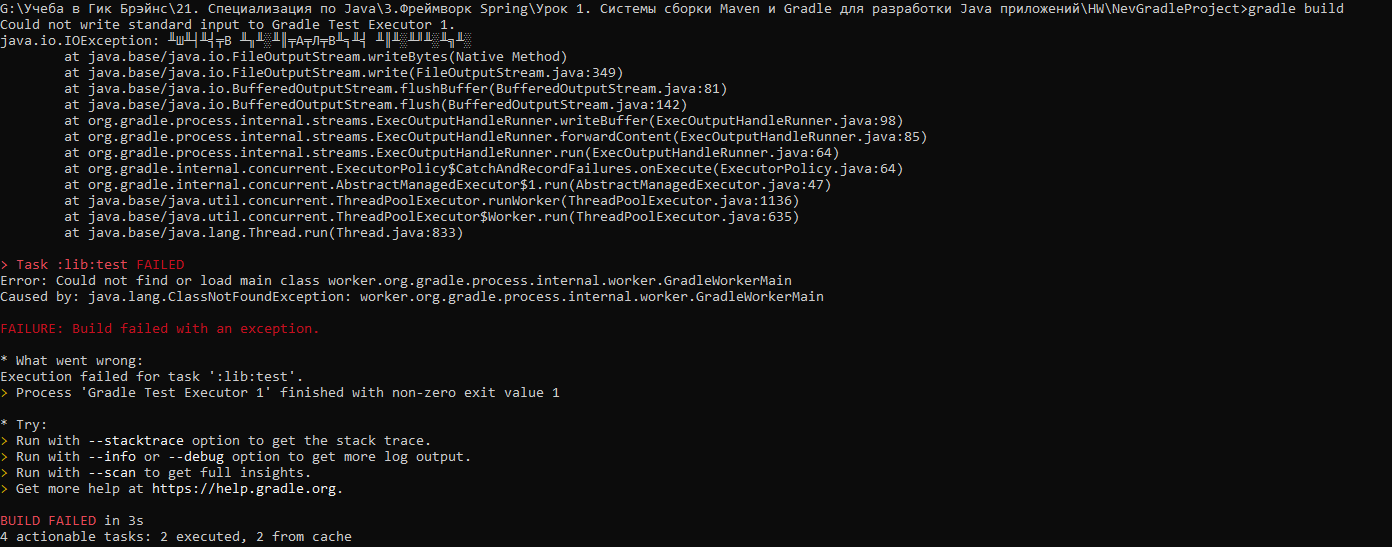 G:\Учеба в Гик Брэйнс\21. Специализация по Java\3.Фреймворк Spring\Урок 1. Системы сборки Maven и Gradle для разработки Java приложений\HW\NevGradleProject>gradle build
Could not write standard input to Gradle Test Executor 1.
java.io.IOException:
at java.base/java.io.FileOutputStream.writeBytes(Native Method)
at java.base/java.io.FileOutputStream.write(FileOutputStream.java:349)
at java.base/java.io.BufferedOutputStream.flushBuffer(BufferedOutputStream.java:81)
at java.base/java.io.BufferedOutputStream.flush(BufferedOutputStream.java:142)
at org.gradle.process.internal.streams.ExecOutputHandleRunner.writeBuffer(ExecOutputHandleRunner.java:98)
at org.gradle.process.internal.streams.ExecOutputHandleRunner.forwardContent(ExecOutputHandleRunner.java:85)
at org.gradle.process.internal.streams.ExecOutputHandleRunner.run(ExecOutputHandleRunner.java:64)
at org.gradle.internal.concurrent.ExecutorPolicy$CatchAndRecordFailures.onExecute(ExecutorPolicy.java:64)
at org.gradle.internal.concurrent.AbstractManagedExecutor$1.run(AbstractManagedExecutor.java:47)
at java.base/java.util.concurrent.ThreadPoolExecutor.runWorker(ThreadPoolExecutor.java:1136)
at java.base/java.util.concurrent.ThreadPoolExecutor$Worker.run(ThreadPoolExecutor.java:635)
at java.base/java.lang.Thread.run(Thread.java:833)
> Task :lib:test FAILED
Error: Could not find or load main class worker.org.gradle.process.internal.worker.GradleWorkerMain
Caused by: java.lang.ClassNotFoundException: worker.org.gradle.process.internal.worker.GradleWorkerMain
FAILURE: Build failed with an exception.
* What went wrong:
Execution failed for task ':lib:test'.
> Process 'Gradle Test Executor 1' finished with non-zero exit value 1
* Try:
> Run with --stacktrace option to get the stack trace.
> Run with --info or --debug option to get more log output.
> Run with --scan to get full insights.
> Get more help at https://help.gradle.org.
BUILD FAILED in 3s
4 actionable tasks: 2 executed, 2 from cache